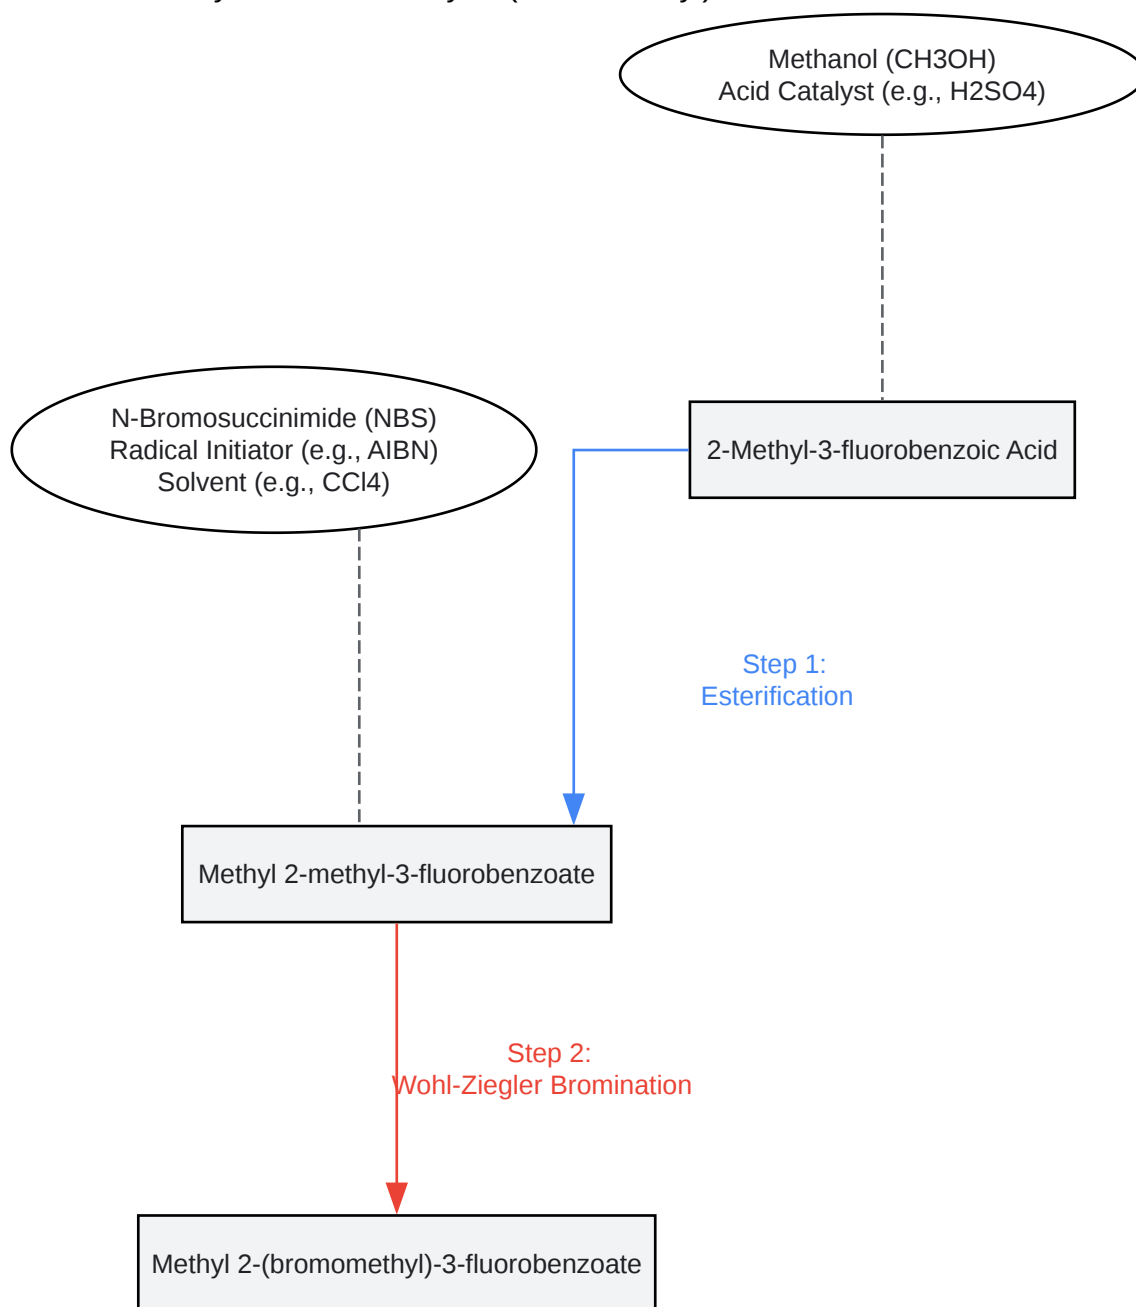 Methanol (CH3OH)
Acid Catalyst (e.g., H2SO4)
N-Bromosuccinimide (NBS)
Radical Initiator (e.g., AIBN)
Solvent (e.g., CCl4)
2-Methyl-3-fluorobenzoic Acid
Step 1:
Esterification
Methyl 2-methyl-3-fluorobenzoate
Step 2:
Wohl-Ziegler Bromination
Methyl 2-(bromomethyl)-3-fluorobenzoate